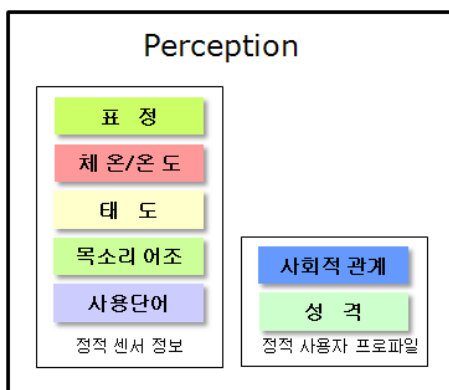 Perception
표 정
체 온/온 도
태 도
목소리 어조
사용단어
정적 센서 정보
사회적 관계
성 격
정적 사용자 프로파일